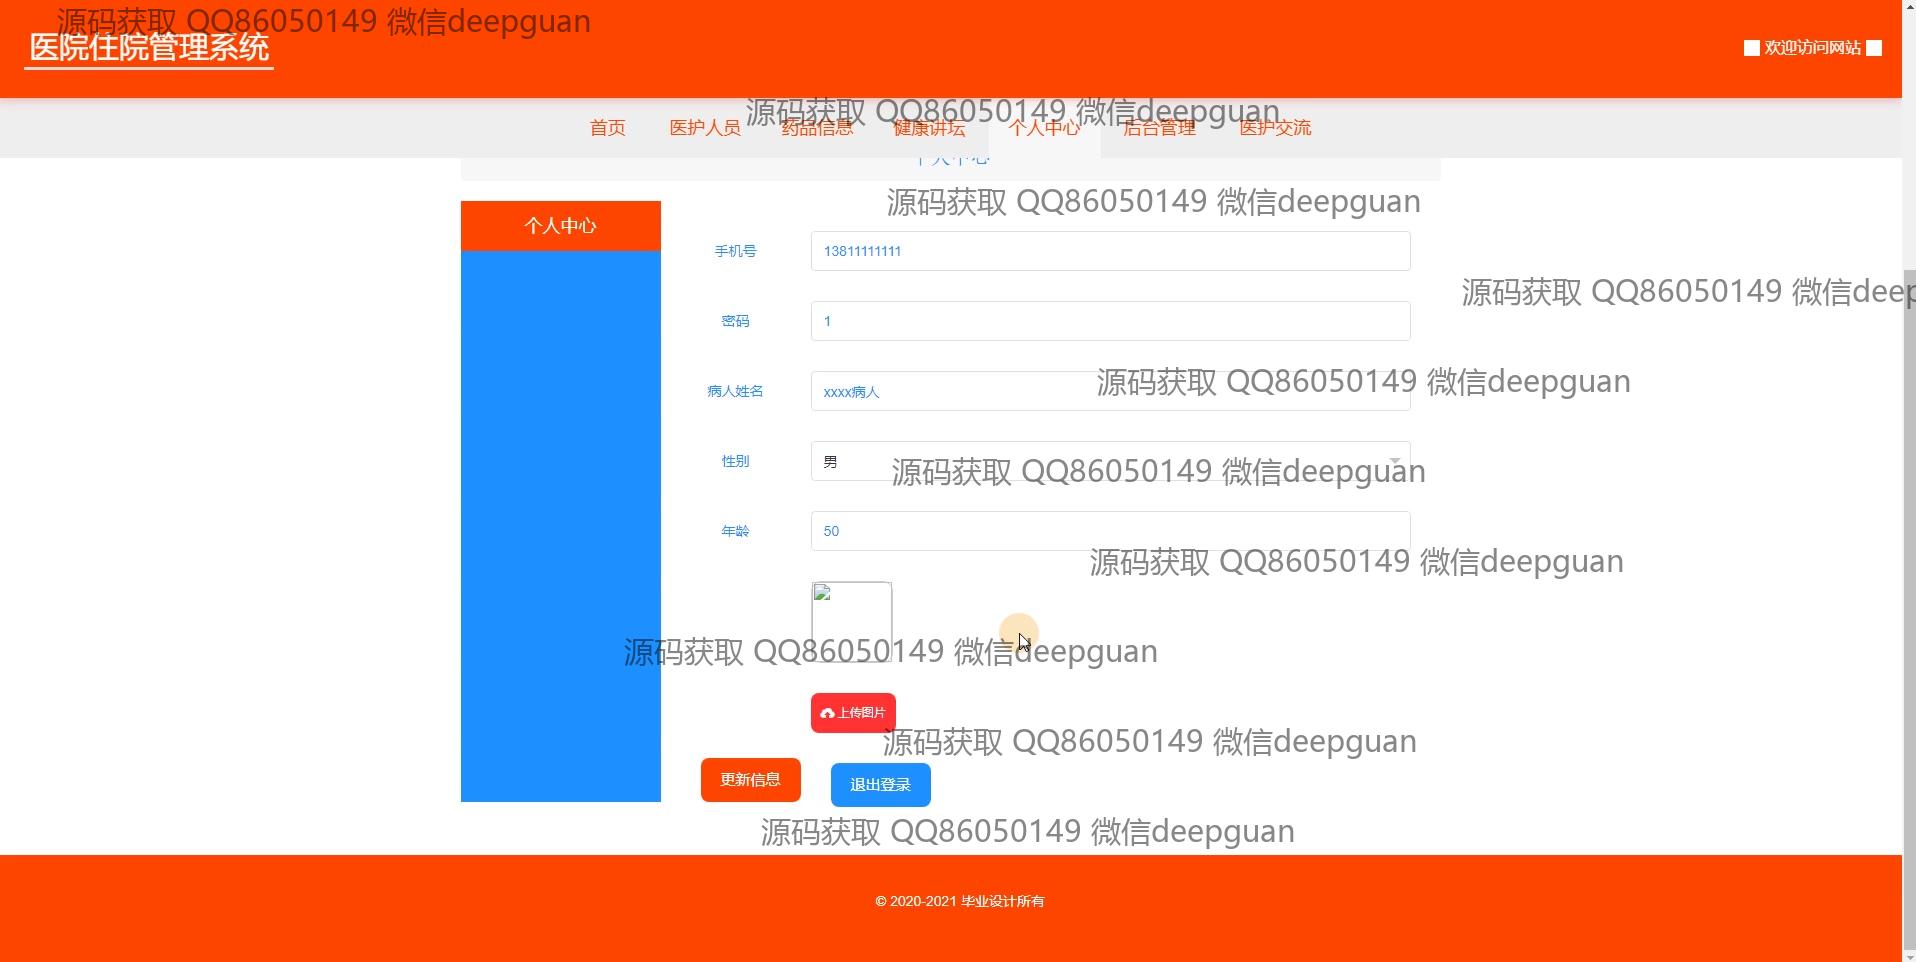 源码获取 QQ86050149 微信deepguan
医院住院管理系统
欢迎访问网站
源码获取 QQ86050149 微信deepguan
首页 医护人员 药品信息 健康讲坛 个人中心 后台管理 医护交流
个人中心
源码获取 QQ86050149 微信deepguan
个人中心
手机号 13811111111
源码获取 QQ86050149 微信deep
密码 1
源码获取 QQ86050149 微信deepguan
病人姓名 xxxx病人
性别 男
源码获取 QQ86050149 微信deepguan
年龄 50
源码获取 QQ86050149 微信deepguan
源码获取 QQ86050149 微信deepguan
上传图片
源码获取 QQ86050149 微信deepguan
更新信息 退出登录
源码获取 QQ86050149 微信deepguan
© 2020-2021 毕业设计所有